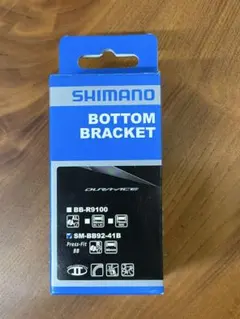 SHIMANO
BOTTOM
BRACKET
DURA-ACE
BB-R9100
SM-BB92-41B
Press-Fit
BB